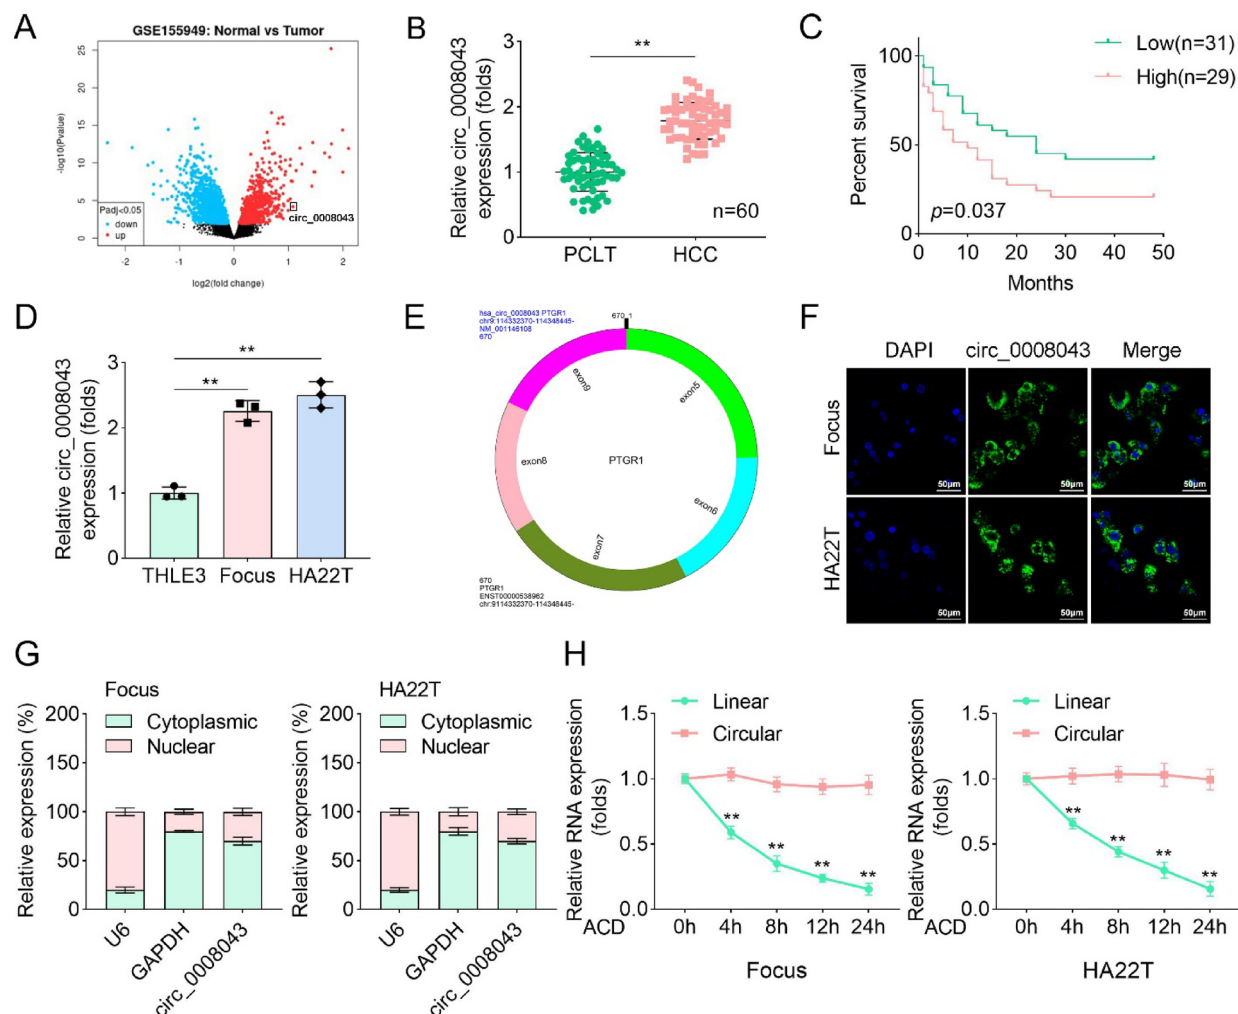 A
GSE155949: Normal vs Tumor
-log10(Pvalue)
25
20
15
10
5
0
Padj<0.05
down
up
circ_0008043
-2 -1 0 1 2
log2(fold change)
B
Relative circ_0008043
expression (folds)
3
2
1
0
**
n=60
PCLT HCC
C
Low(n=31)
High(n=29)
Percent survival
100
50
0
p=0.037
0 10 20 30 40 50
Months
D
Relative circ_0008043
expression (folds)
3
2
1
0
**
**
THLE3 Focus HA22T
E
hsa_circ_0008043 PTGR1
chr9:114332370-114348445-
NM_001146108
670
670_1
exon9
exon5
exon8
PTGR1
exon6
exon7
670
PTGR1
ENST00000538962
chr:9114332370-114348445-
F
DAPI circ_0008043 Merge
Focus
50μm 50μm 50μm
HA22T
50μm 50μm 50μm
G
Focus
Cytoplasmic
Nuclear
Relative expression (%)
200
150
100
50
0
U6 GAPDH circ_0008043
HA22T
Cytoplasmic
Nuclear
Relative expression (%)
200
150
100
50
0
U6 GAPDH circ_0008043
H
Linear
Circular
Relative RNA expression
(folds)
1.5
1.0
0.5
0.0
** ** ** **
ACD 0h 4h 8h 12h 24h
Focus
Linear
Circular
Relative RNA expression
(folds)
1.5
1.0
0.5
0.0
** ** ** **
ACD 0h 4h 8h 12h 24h
HA22T